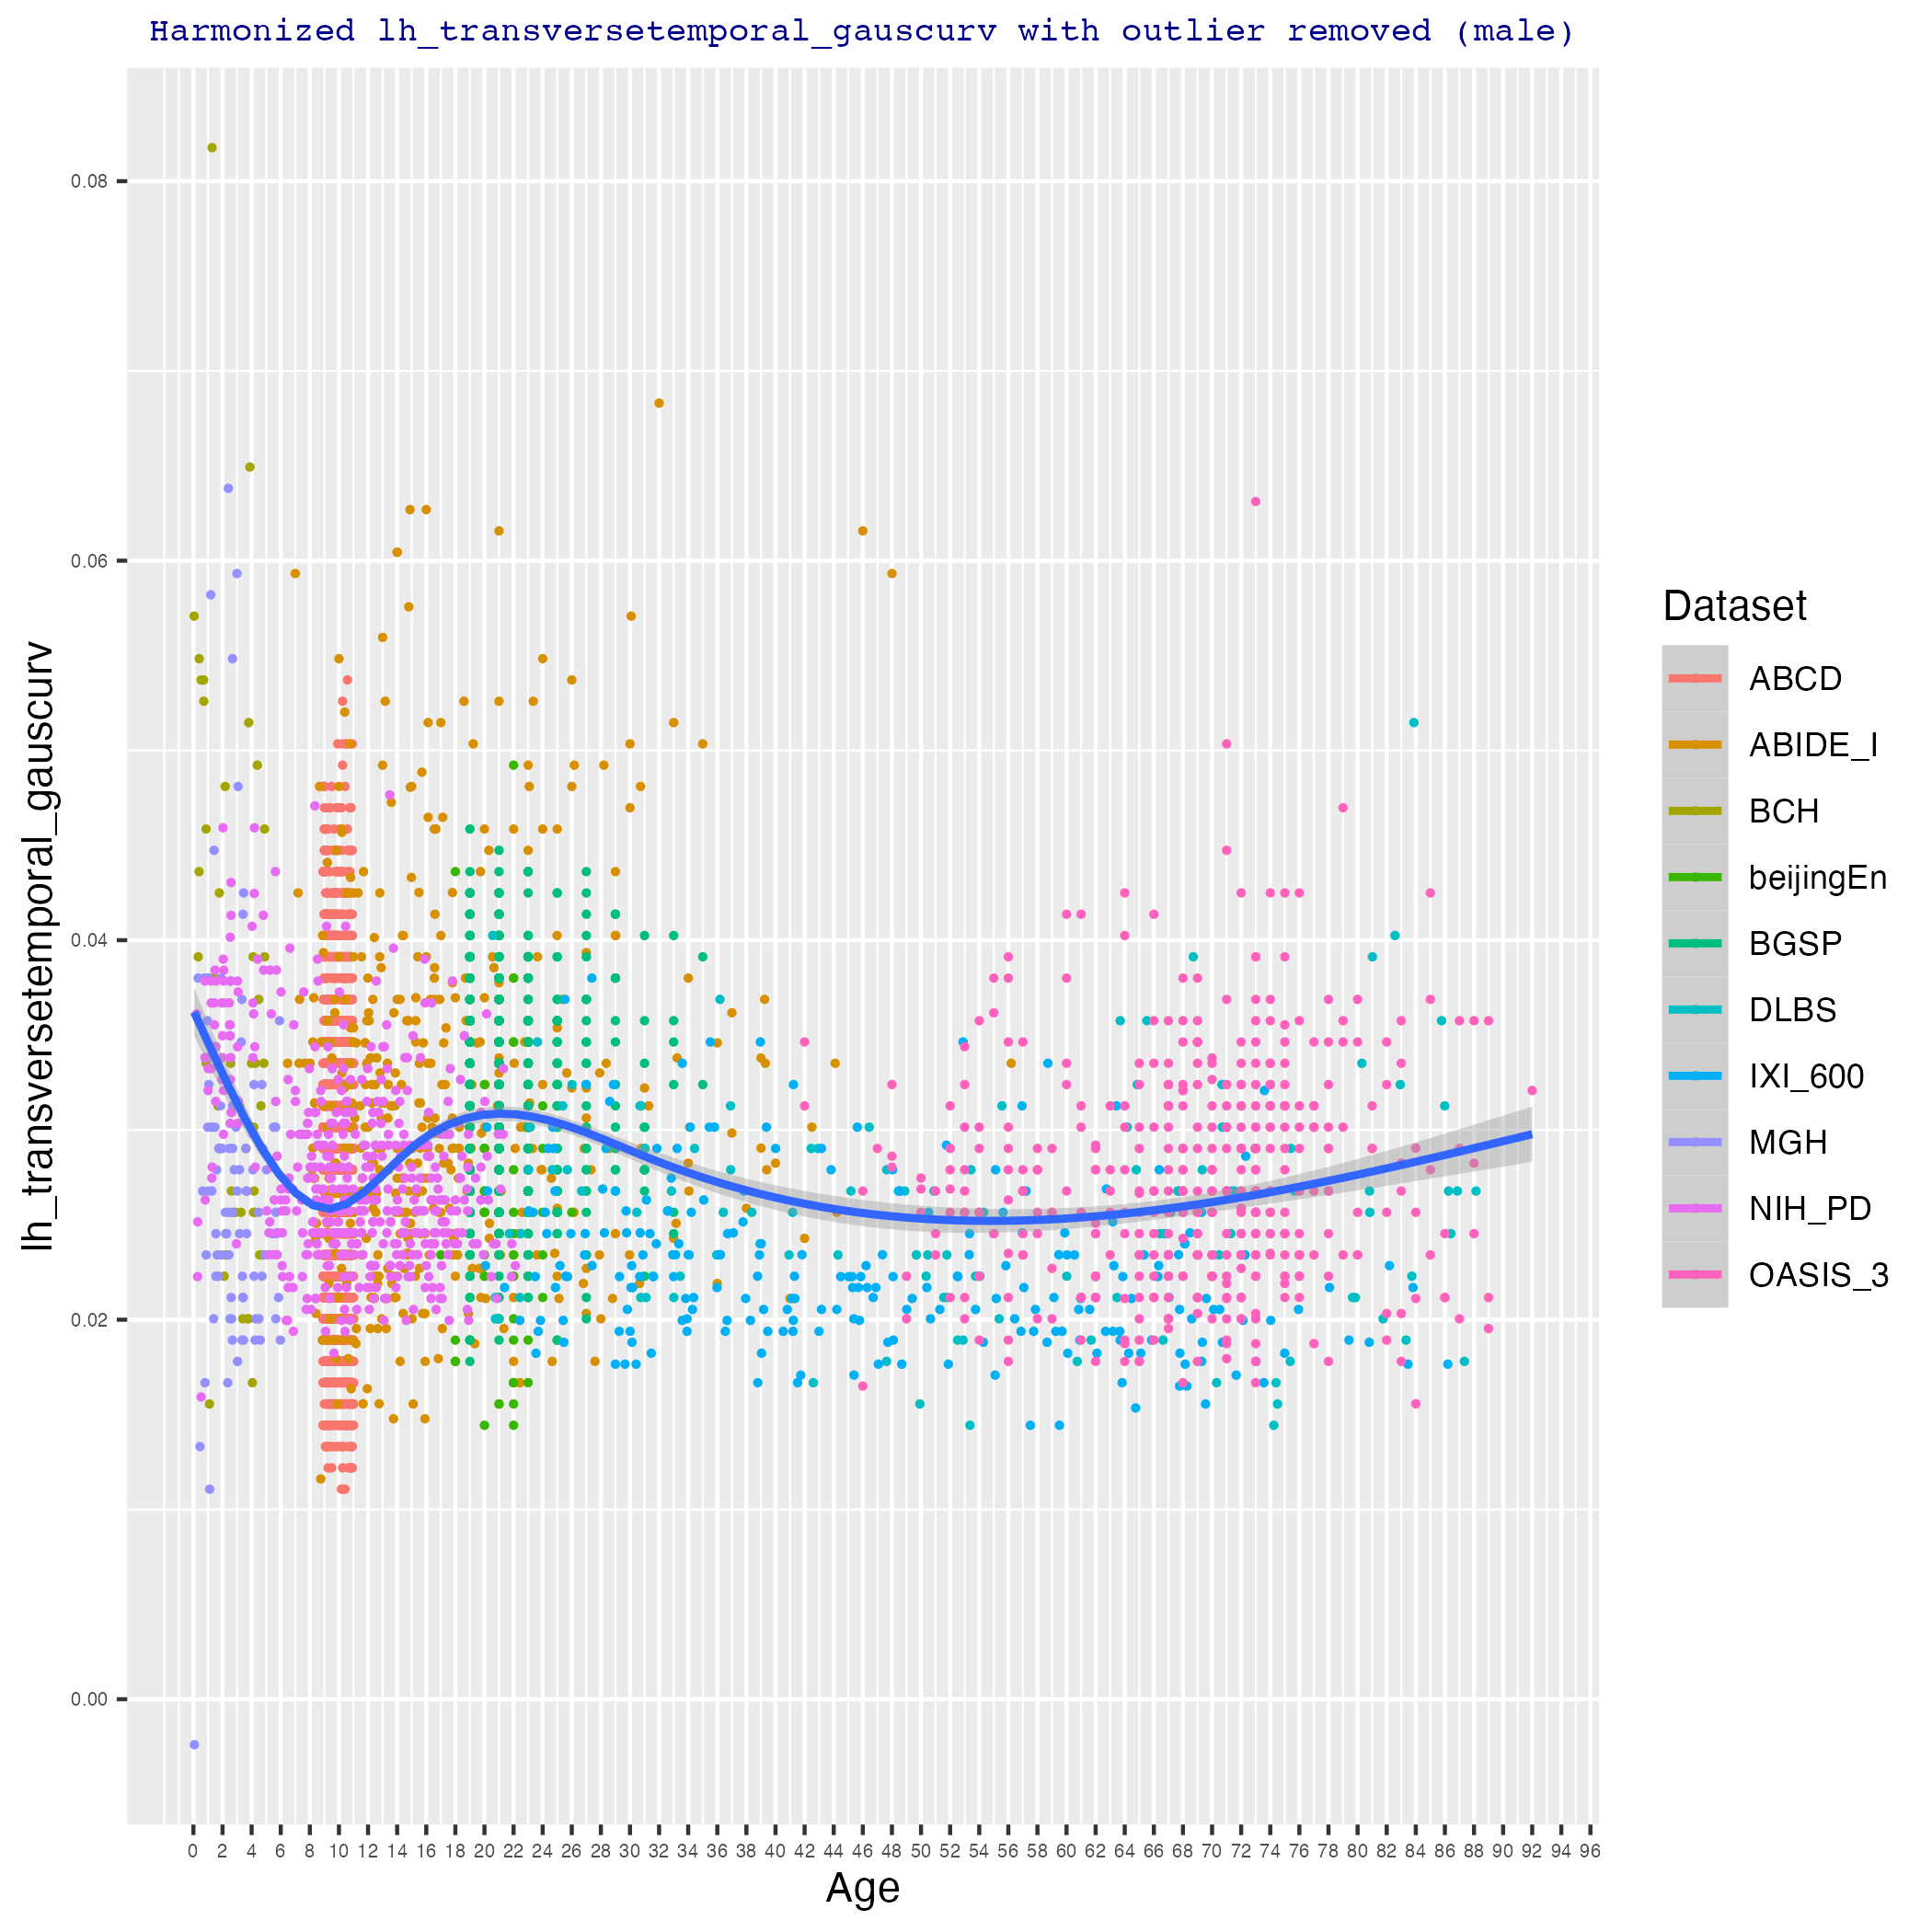 Harmonized lh_transversetemporal_gauscurv with outlier removed (male)
lh_transversetemporal_gauscurv
0.08
0.06
0.04
0.02
0.00
0 2 4 6 8 10 12 14 16 18 20 22 24 26 28 30 32 34 36 38 40 42 44 46 48 50 52 54 56 58 60 62 64 66 68 70 72 74 76 78 80 82 84 86 88 90 92 94 96
Age
Dataset
ABCD
ABIDE_I
BCH
beijingEn
BGSP
DLBS
IXI_600
MGH
NIH_PD
OASIS_3